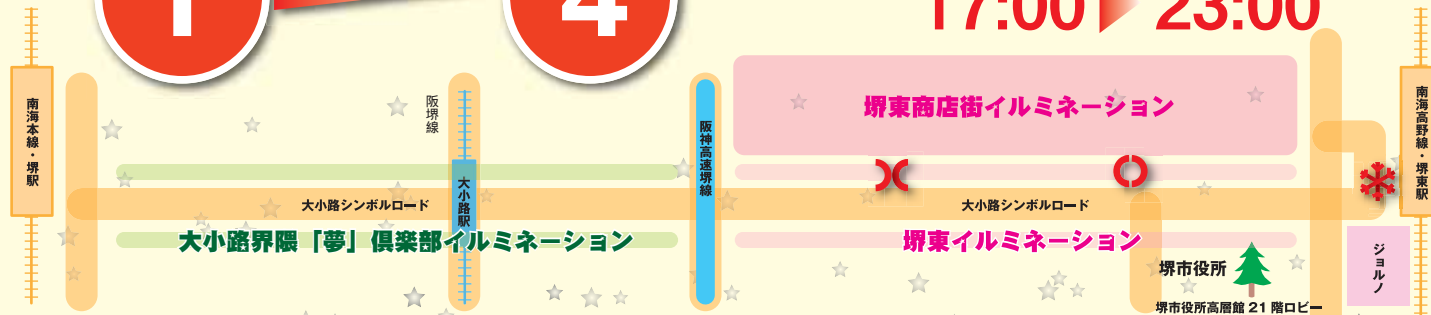 1
4
17:00
23:00
南海本線・堺駅
阪堺線
大小路駅
阪神高速堺線
堺東商店街イルミネーション
南海高野線・堺東駅
大小路シンボルロード
大小路シンボルロード
大小路界隈「夢」倶楽部イルミネーション
堺東イルミネーション
堺市役所
ジョルノ
堺市役所高層館 21 階ロビー